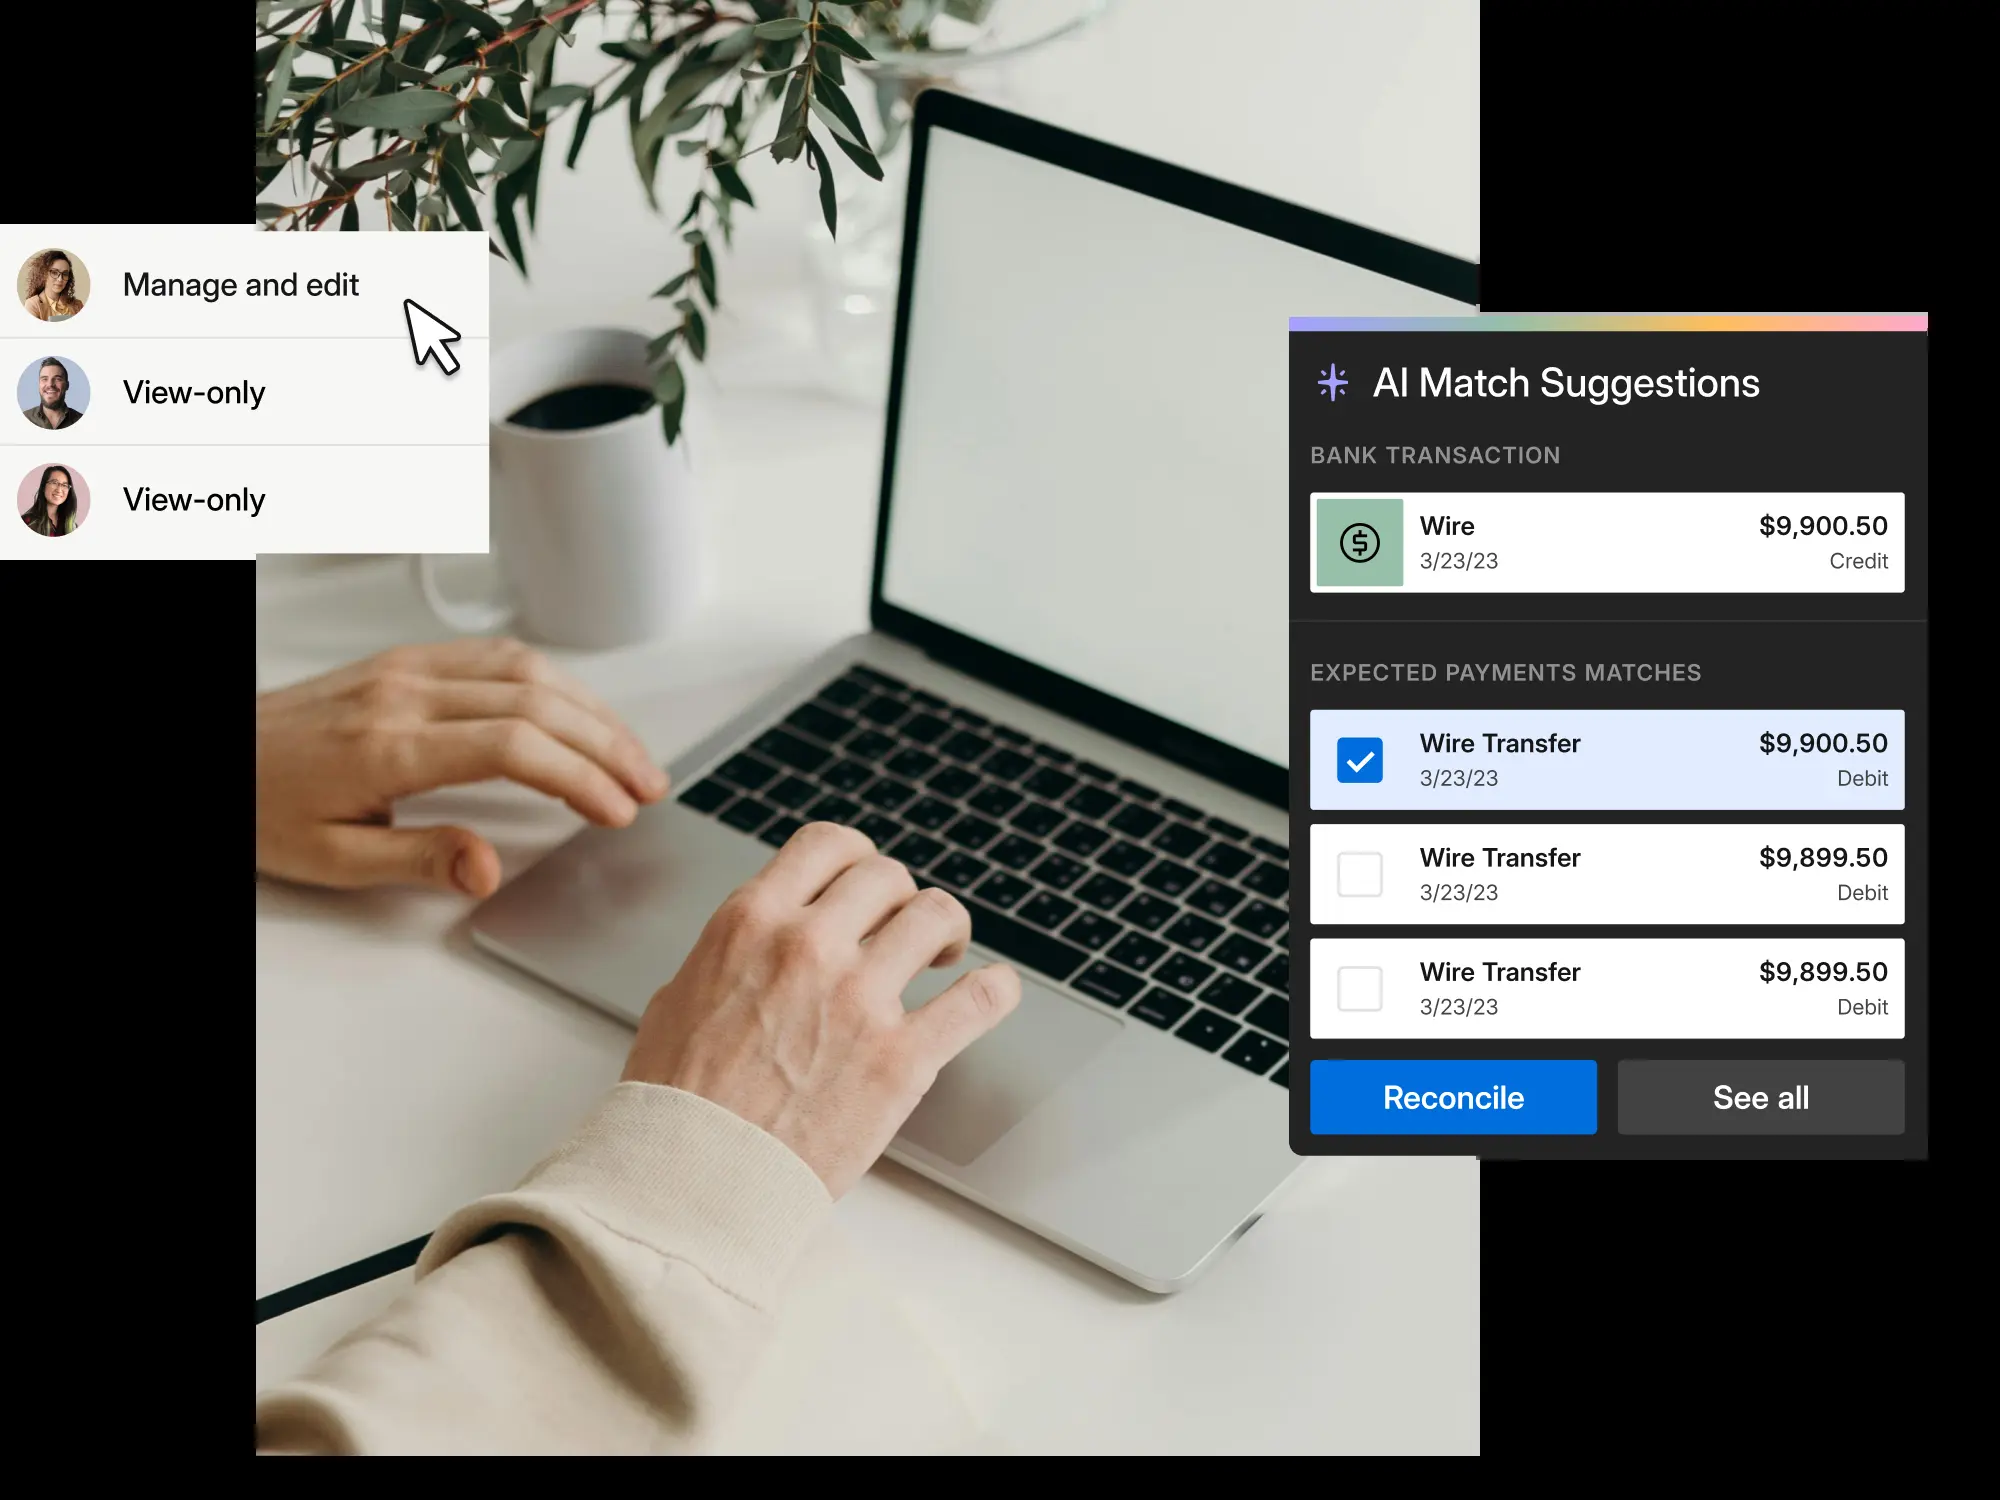 Manage and edit
View-only
View-only
AI Match Suggestions
BANK TRANSACTION
Wire
$9,900.50
3/23/23
Credit
EXPECTED PAYMENTS MATCHES
Wire Transfer
$9,900.50
3/23/23
Debit
Wire Transfer
$9,899.50
3/23/23
Debit
Wire Transfer
$9,899.50
3/23/23
Debit
Reconcile
See all